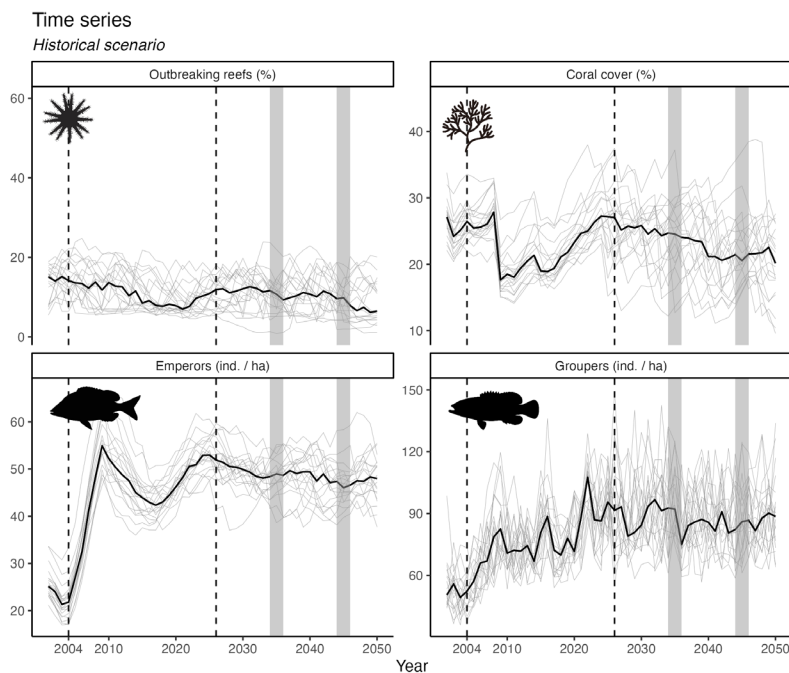 Time series
Historical scenario
Outbreaking reefs (%)
Coral cover (%)
60
40
20
0
40
30
20
10
Emperors (ind. / ha)
Groupers (ind. / ha)
60
50
40
30
20
150
120
90
60
2004 2010 2020 2030 2040 2050
2004 2010 2020 2030 2040 2050
Year